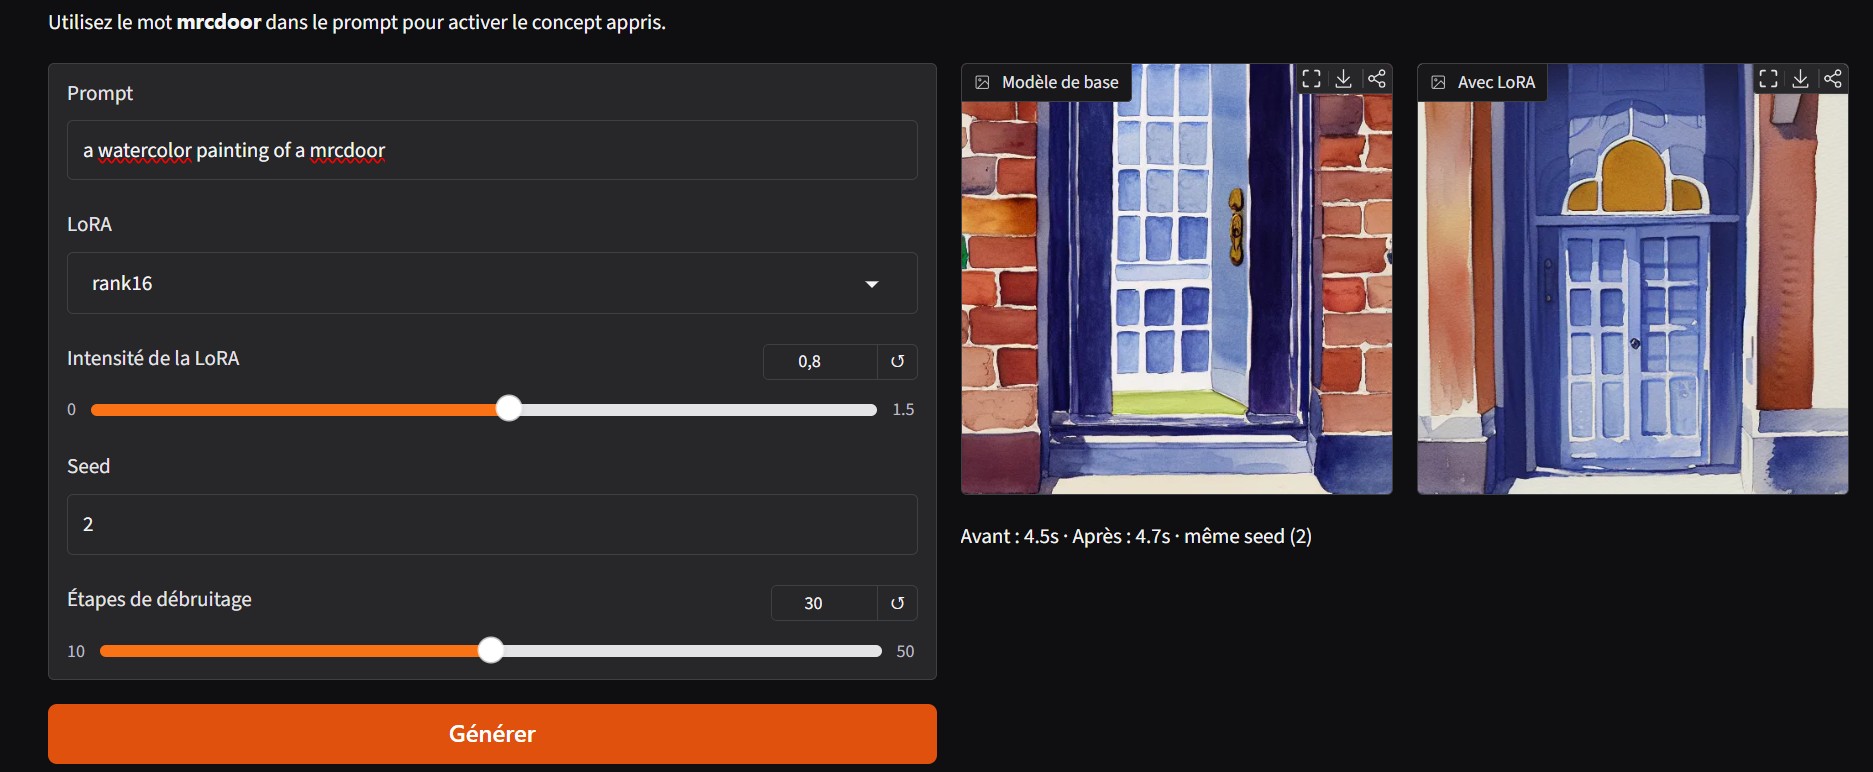 Utilisez le mot mrcdoor dans le prompt pour activer le concept appris.
Prompt
a watercolor painting of a mrcdoor
LoRA
rank16
Intensité de la LoRA
0,8
0
1.5
Seed
2
Étapes de débruitage
30
10
50
Générer
Modèle de base
Avec LoRA
Avant : 4.5s · Après : 4.7s · même seed (2)